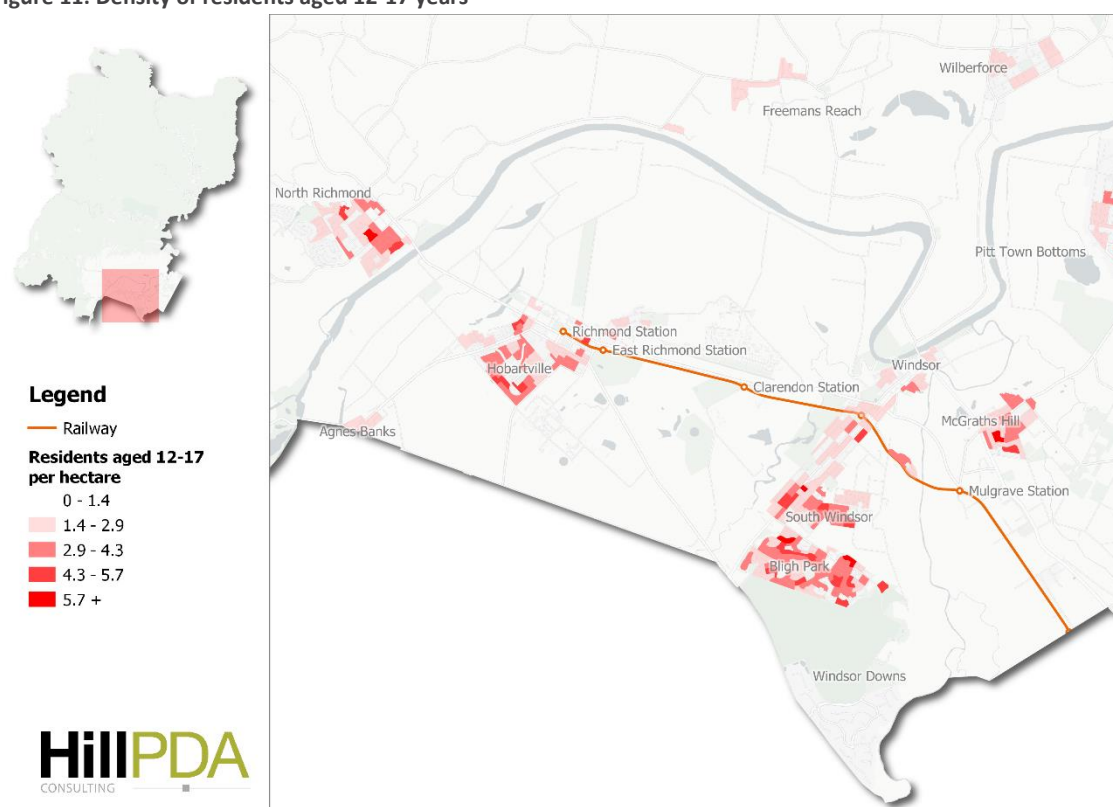 Figure 11: Density of residents aged 12-17 years
Wilberforce
Freemans Reach
North Richmond
Pitt Town Bottoms
Richmond Station
East Richmond Station
Hobartville
Windsor
Clarendon Station
Agnes Banks
McGraths Hill
Mulgrave Station
South Windsor
Bligh Park
Windsor Downs
Legend
Railway
Residents aged 12-17
per hectare
0 - 1.4
1.4 - 2.9
2.9 - 4.3
4.3 - 5.7
5.7 +
HillPDA
CONSULTING